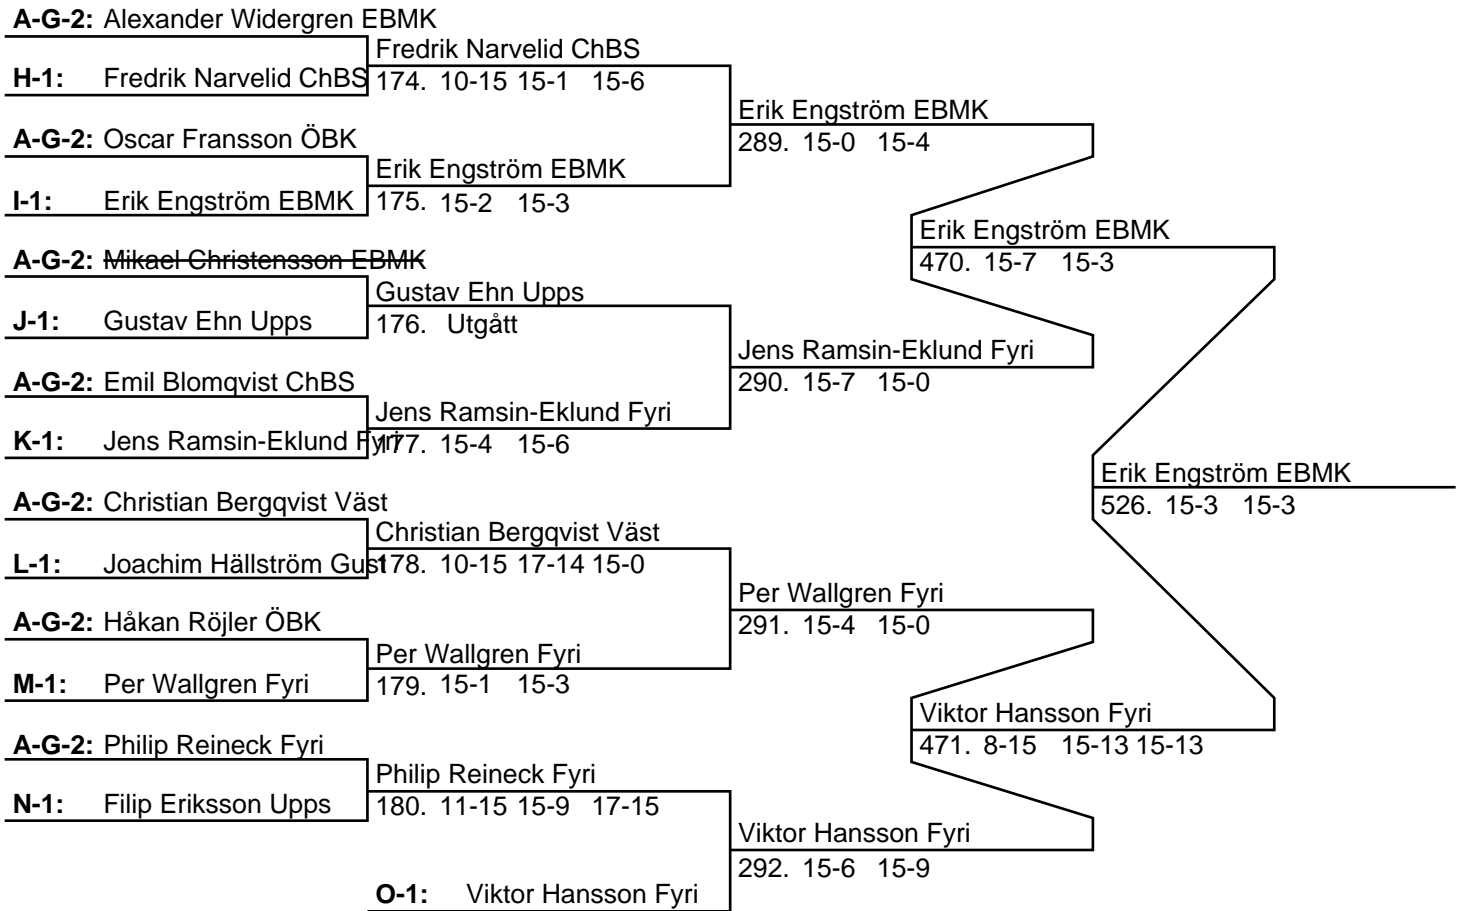 A-G-2: Alexander Widergren EBMK
Fredrik Narvelid ChBS
H-1: Fredrik Narvelid ChBS
174. 10-15 15-1 15-6
Erik Engström EBMK
289. 15-0 15-4
A-G-2: Oscar Fransson ÖBK
Erik Engström EBMK
I-1: Erik Engström EBMK
175. 15-2 15-3
Erik Engström EBMK
470. 15-7 15-3
A-G-2: Mikael Christensson EBMK
Gustav Ehn Upps
J-1: Gustav Ehn Upps
176. Utgått
Jens Ramsin-Eklund Fyri
290. 15-7 15-0
A-G-2: Emil Blomqvist ChBS
Jens Ramsin-Eklund Fyri
K-1: Jens Ramsin-Eklund Fyri
177. 15-4 15-6
Erik Engström EBMK
526. 15-3 15-3
A-G-2: Christian Bergqvist Väst
Christian Bergqvist Väst
L-1: Joachim Hällström Gust
178. 10-15 17-14 15-0
Per Wallgren Fyri
291. 15-4 15-0
A-G-2: Håkan Röjler ÖBK
Per Wallgren Fyri
M-1: Per Wallgren Fyri
179. 15-1 15-3
Viktor Hansson Fyri
471. 8-15 15-13 15-13
A-G-2: Philip Reineck Fyri
Philip Reineck Fyri
N-1: Filip Eriksson Upps
180. 11-15 15-9 17-15
Viktor Hansson Fyri
292. 15-6 15-9
O-1: Viktor Hansson Fyri